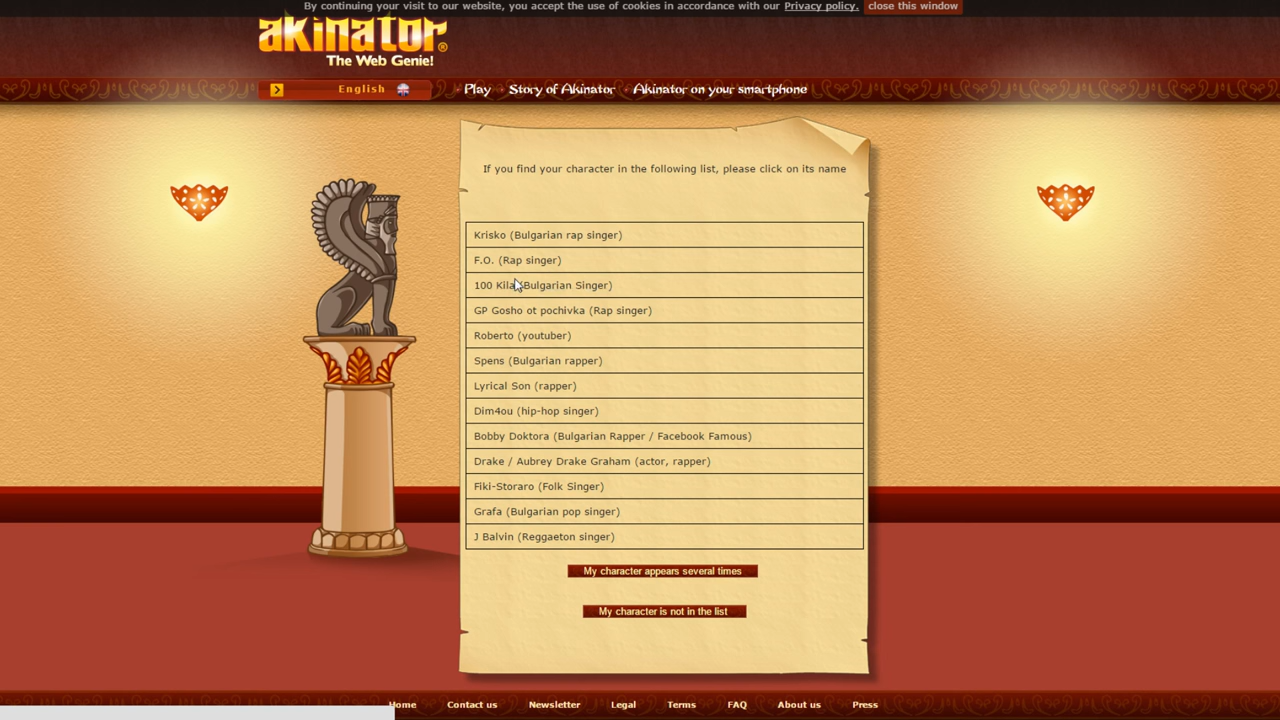 By continuing your visit to our website, you accept the use of cookies in accordance with our Privacy policy. close this window
akinator®
The Web Genie!
English Play Story of Akinator Akinator on your smartphone
If you find your character in the following list, please click on its name
Krisko (Bulgarian rap singer)
F.O. (Rap singer)
100 Kila (Bulgarian Singer)
GP Gosho ot pochivka (Rap singer)
Roberto (youtuber)
Spens (Bulgarian rapper)
Lyrical Son (rapper)
Dim4ou (hip-hop singer)
Bobby Doktora (Bulgarian Rapper / Facebook Famous)
Drake / Aubrey Drake Graham (actor, rapper)
Fiki-Storaro (Folk Singer)
Grafa (Bulgarian pop singer)
J Balvin (Reggaeton singer)
My character appears several times
My character is not in the list
Home Contact us Newsletter Legal Terms FAQ About us Press